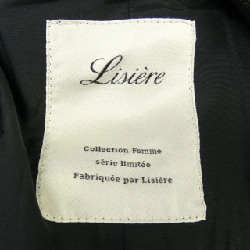 Lisière
Collection Femme
série limitée
Fabriquée par Lisière